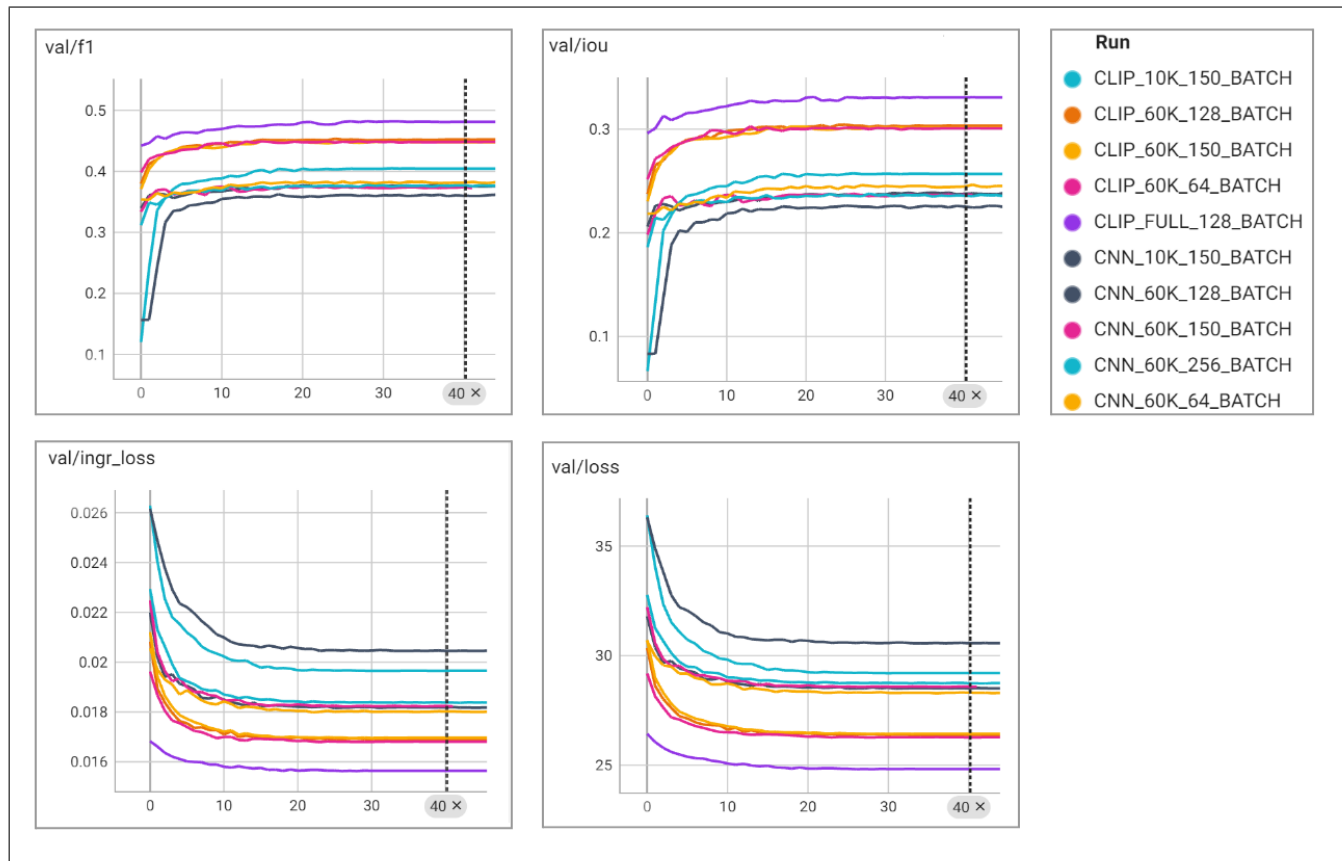 val/f1
0.5
0.4
0.3
0.2
0.1
0 10 20 30 40 ×
val/iou
0.3
0.2
0.1
0 10 20 30 40 ×
Run
CLIP_10K_150_BATCH
CLIP_60K_128_BATCH
CLIP_60K_150_BATCH
CLIP_60K_64_BATCH
CLIP_FULL_128_BATCH
CNN_10K_150_BATCH
CNN_60K_128_BATCH
CNN_60K_150_BATCH
CNN_60K_256_BATCH
CNN_60K_64_BATCH
val/ingr_loss
0.026
0.024
0.022
0.02
0.018
0.016
0 10 20 30 40 ×
val/loss
35
30
25
0 10 20 30 40 ×